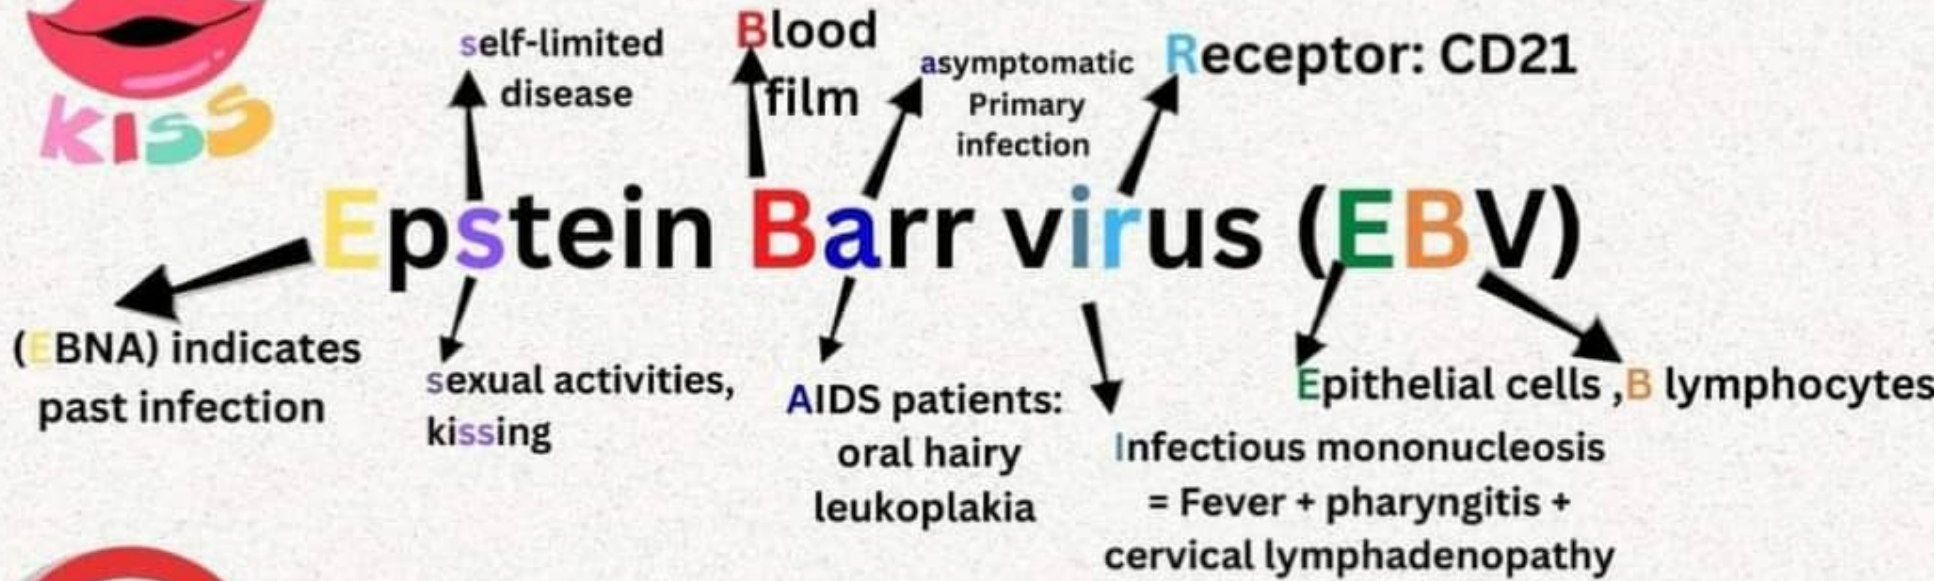 KISS
self-limited
disease
Blood
film
asymptomatic
Primary
infection
Receptor: CD21
Epstein Barr virus (EBV)
(EBNA) indicates
past infection
sexual activities,
kissing
AIDS patients:
oral hairy
leukoplakia
Infectious mononucleosis
= Fever + pharyngitis +
cervical lymphadenopathy
Epithelial cells ,B lymphocytes